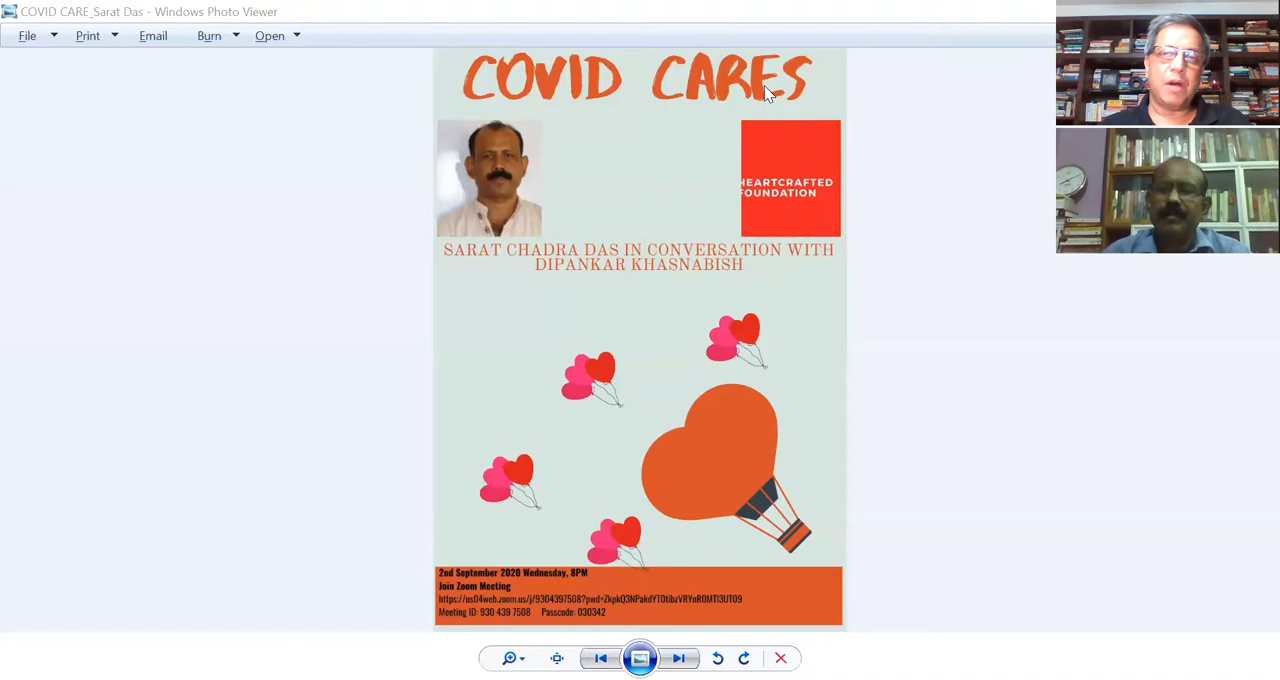 COVID CARE_Sarat Das - Windows Photo Viewer
File Print Email Burn Open
COVID CARES
HEARTCRAFTED
FOUNDATION
SARAT CHADRA DAS IN CONVERSATION WITH
DIPANKAR KHASNABISH
2nd September 2020 Wednesday, 8PM
Join Zoom Meeting
Meeting ID: 930 439 7508 Passcode: 030342